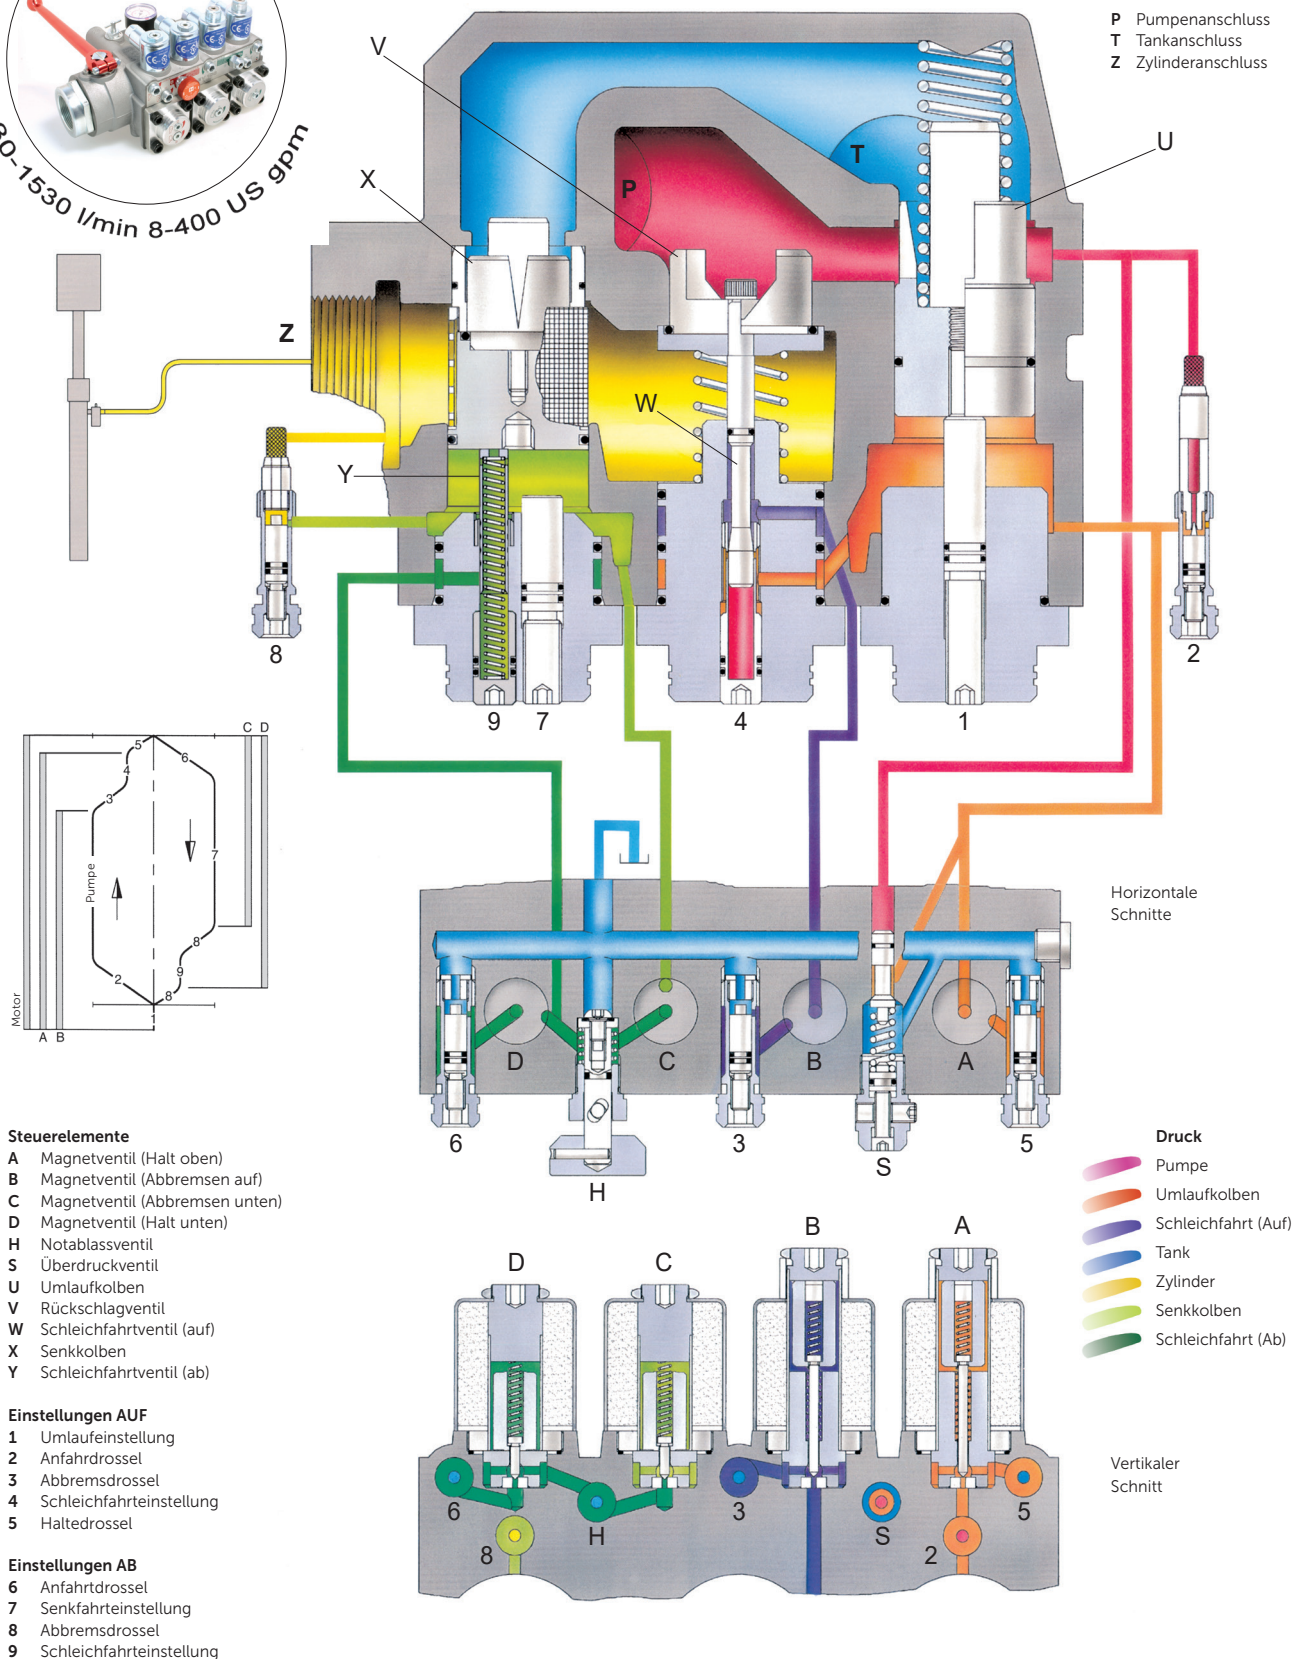 30-1530 l/min 8-400 US gpm
P Pumpenanschluss
T Tankanschluss
Z Zylinderanschluss
V
X
U
T
P
Z
W
Y
8
9
7
4
1
2
C D
5
6
4
3
7
Pumpe
8
9
2
8
1
Motor
A B
Horizontale
Schnitte
D
C
B
A
6
3
5
H
S
Steuerelemente
A Magnetventil (Halt oben)
B Magnetventil (Abbremsen auf)
C Magnetventil (Abbremsen unten)
D Magnetventil (Halt unten)
H Notablassventil
S Überdruckventil
U Umlaufkolben
V Rückschlagventil
W Schleichfahrtventil (auf)
X Senkkolben
Y Schleichfahrtventil (ab)
Einstellungen AUF
1 Umlaufeinstellung
2 Anfahrdrossel
3 Abbremsdrossel
4 Schleichfahrteinstellung
5 Haltedrossel
Einstellungen AB
6 Anfahrtdrossel
7 Senkfahrteinstellung
8 Abbremsdrossel
9 Schleichfahrteinstellung
Druck
Pumpe
Umlaufkolben
Schleichfahrt (Auf)
Tank
Zylinder
Senkkolben
Schleichfahrt (Ab)
D
C
B
A
6
H
3
S
5
8
2
Vertikaler
Schnitt